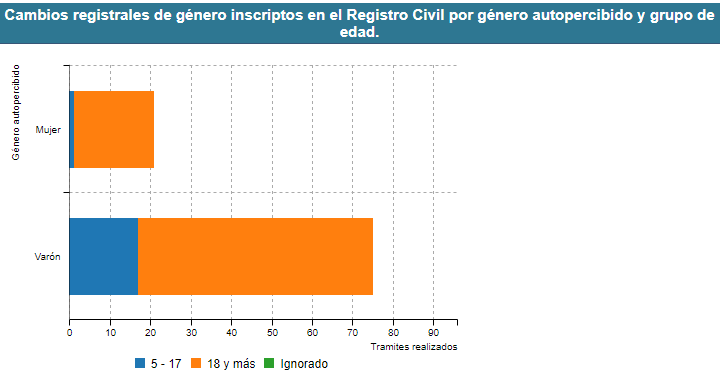 Cambios registrales de género inscriptos en el Registro Civil por género autopercibido y grupo de
edad.
Género autopercibido
Mujer
Varón
0 10 20 30 40 50 60 70 80 90
Tramites realizados
5 - 17 18 y más Ignorado